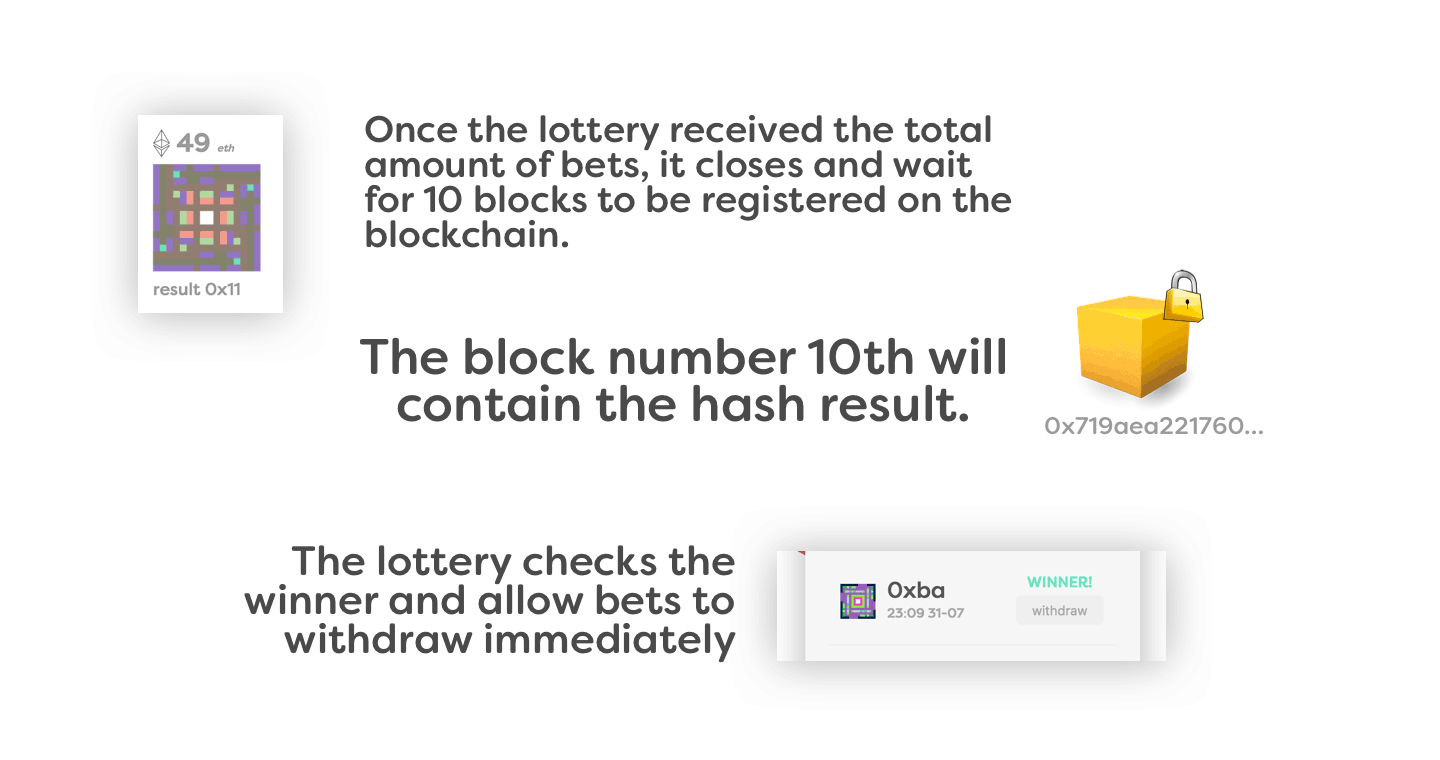 49 eth
result 0x11
Once the lottery received the total
amount of bets, it closes and wait
for 10 blocks to be registered on the
blockchain.
The block number 10th will
contain the hash result.
0x719aea221760...
The lottery checks the
winner and allow bets to
withdraw immediately
0xba
23:09 31-07
WINNER!
withdraw